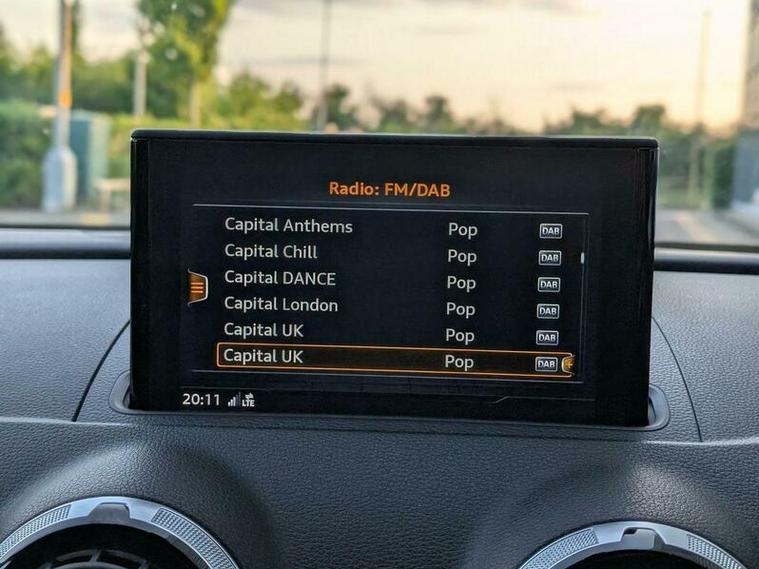 Radio: FM/DAB
Capital Anthems Pop DAB
Capital Chill Pop DAB
Capital DANCE Pop DAB
Capital London Pop DAB
Capital UK Pop DAB
Capital UK Pop DAB
20:11 LTE